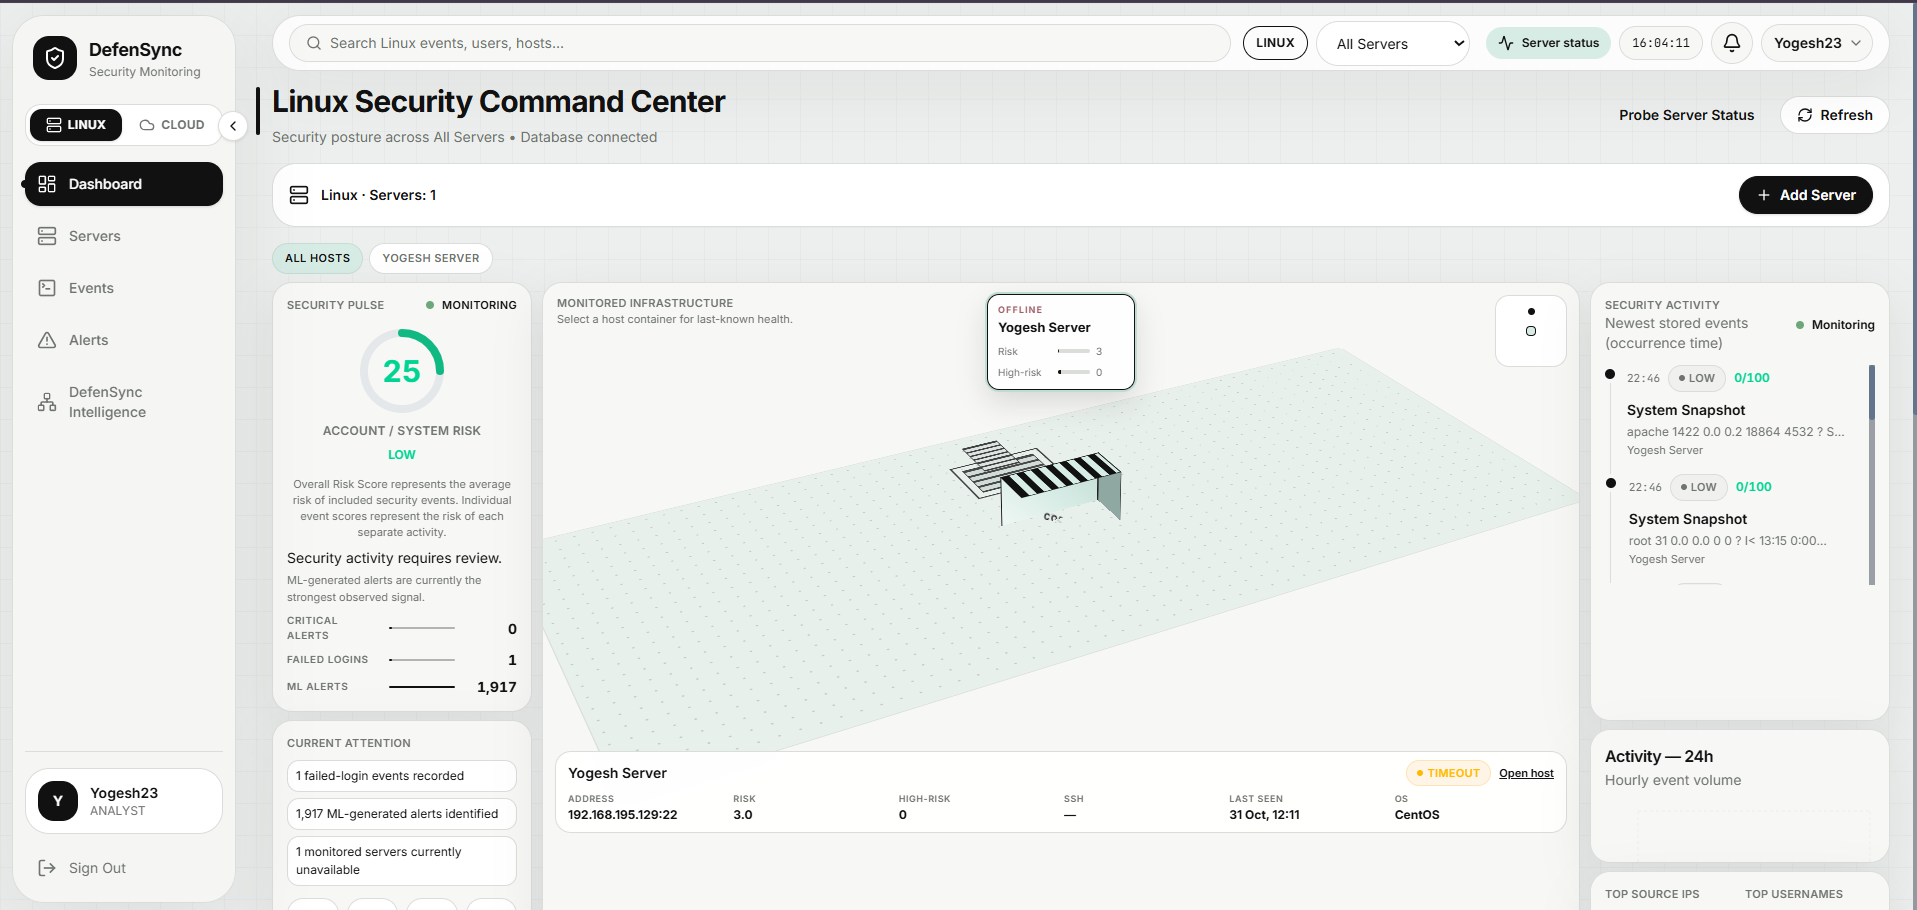 DefenSync
Security Monitoring
LINUX
CLOUD
Dashboard
Servers
Events
Alerts
DefenSync
Intelligence
Y
Yogesh23
ANALYST
Sign Out
Search Linux events, users, hosts...
LINUX
All Servers
Server status
16:04:11
Yogesh23
Linux Security Command Center
Security posture across All Servers • Database connected
Probe Server Status
Refresh
Linux · Servers: 1
Add Server
ALL HOSTS
YOGESH SERVER
SECURITY PULSE
MONITORING
25
ACCOUNT / SYSTEM RISK
LOW
Overall Risk Score represents the average
risk of included security events. Individual
event scores represent the risk of each
separate activity.
Security activity requires review.
ML-generated alerts are currently the
strongest observed signal.
CRITICAL
ALERTS
0
FAILED LOGINS
1
ML ALERTS
1,917
CURRENT ATTENTION
1 failed-login events recorded
1,917 ML-generated alerts identified
1 monitored servers currently
unavailable
MONITORED INFRASTRUCTURE
Select a host container for last-known health.
OFFLINE
Yogesh Server
Risk
3
High-risk
0
Yogesh Server
TIMEOUT
Open host
ADDRESS
192.168.195.129:22
RISK
3.0
HIGH-RISK
0
SSH
—
LAST SEEN
31 Oct, 12:11
OS
CentOS
SECURITY ACTIVITY
Newest stored events
(occurrence time)
Monitoring
22:46
LOW
0/100
System Snapshot
apache 1422 0.0 0.2 18864 4532 ? S...
Yogesh Server
22:46
LOW
0/100
System Snapshot
root 31 0.0 0.0 0 0 ? I< 13:15 0:00...
Yogesh Server
Activity — 24h
Hourly event volume
TOP SOURCE IPS
TOP USERNAMES